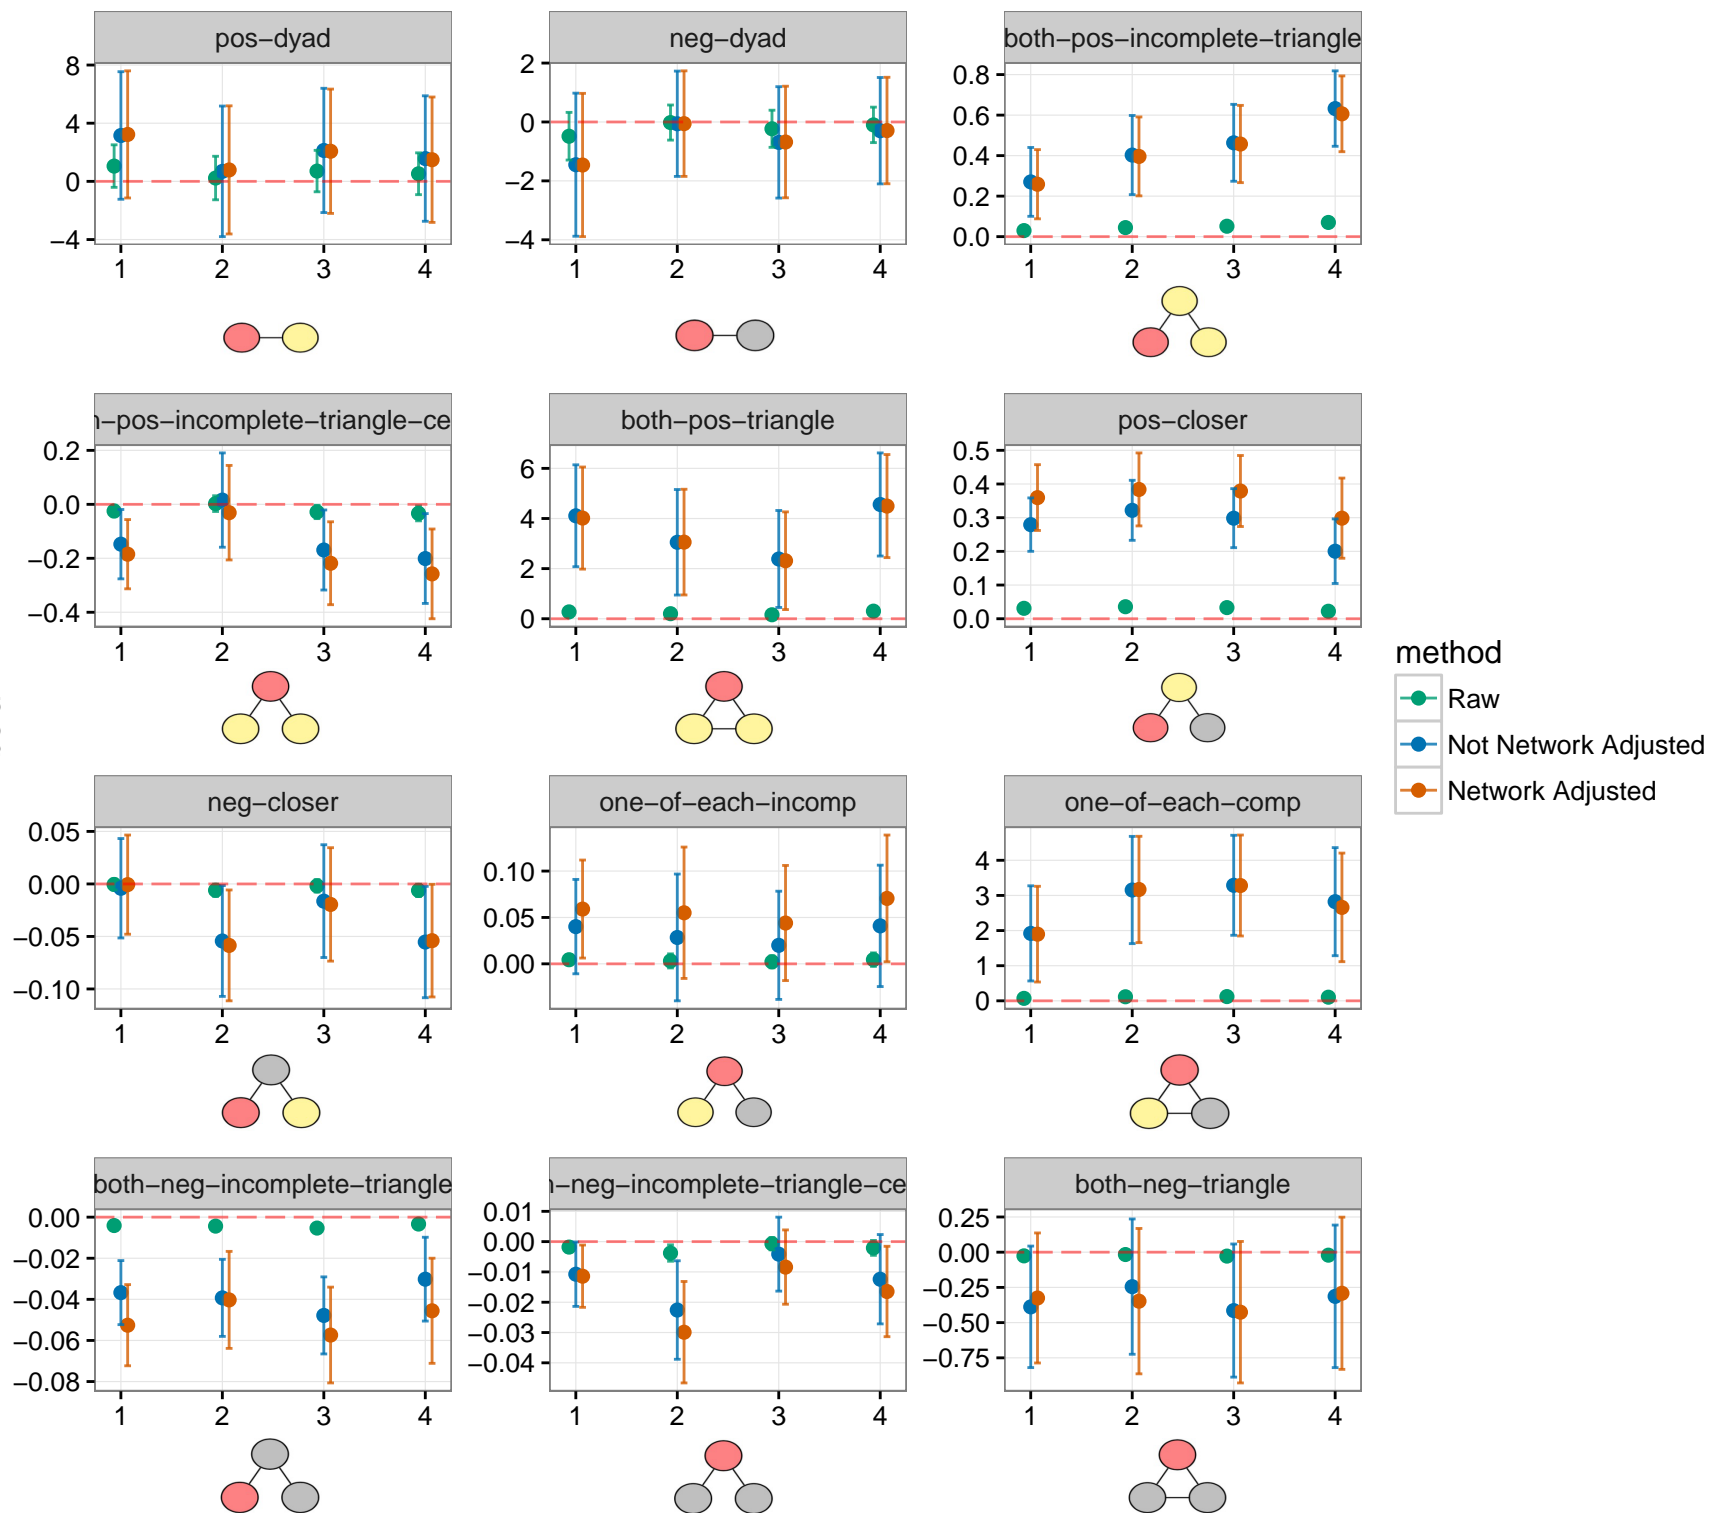 pos−dyad neg−dyad both−pos−incomplete−triangle
8 4 0 −4
2 0 −2 −4
0.8 0.6 0.4 0.2 0.0
1 2 3 4 1 2 3 4 1 2 3 4
−pos−incomplete−triangle−ce both−pos−triangle pos−closer
0.2 0.0 −0.2 −0.4
6 4 2 0
0.5 0.4 0.3 0.2 0.1 0.0
1 2 3 4 1 2 3 4 1 2 3 4
method
Raw
Not Network Adjusted
Network Adjusted
neg−closer one−of−each−incomp one−of−each−comp
0.05 0.00 −0.05 −0.10
0.10 0.05 0.00
4 3 2 1 0
1 2 3 4 1 2 3 4 1 2 3 4
both−neg−incomplete−triangle −neg−incomplete−triangle−ce both−neg−triangle
0.00 −0.02 −0.04 −0.06 −0.08
0.01 0.00 −0.01 −0.02 −0.03 −0.04
0.25 0.00 −0.25 −0.50 −0.75
1 2 3 4 1 2 3 4 1 2 3 4